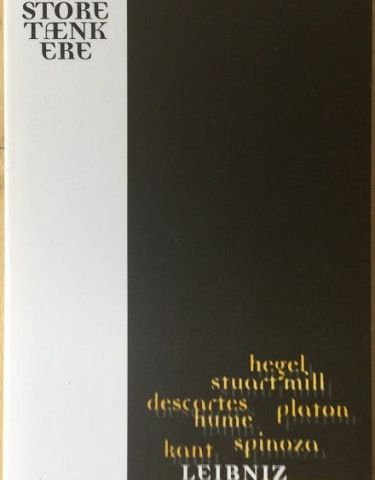 STORE
TÆNK
ERE
hegel
stuart mill
descartes platon
hume
spinoza
kant
LEIBNIZ